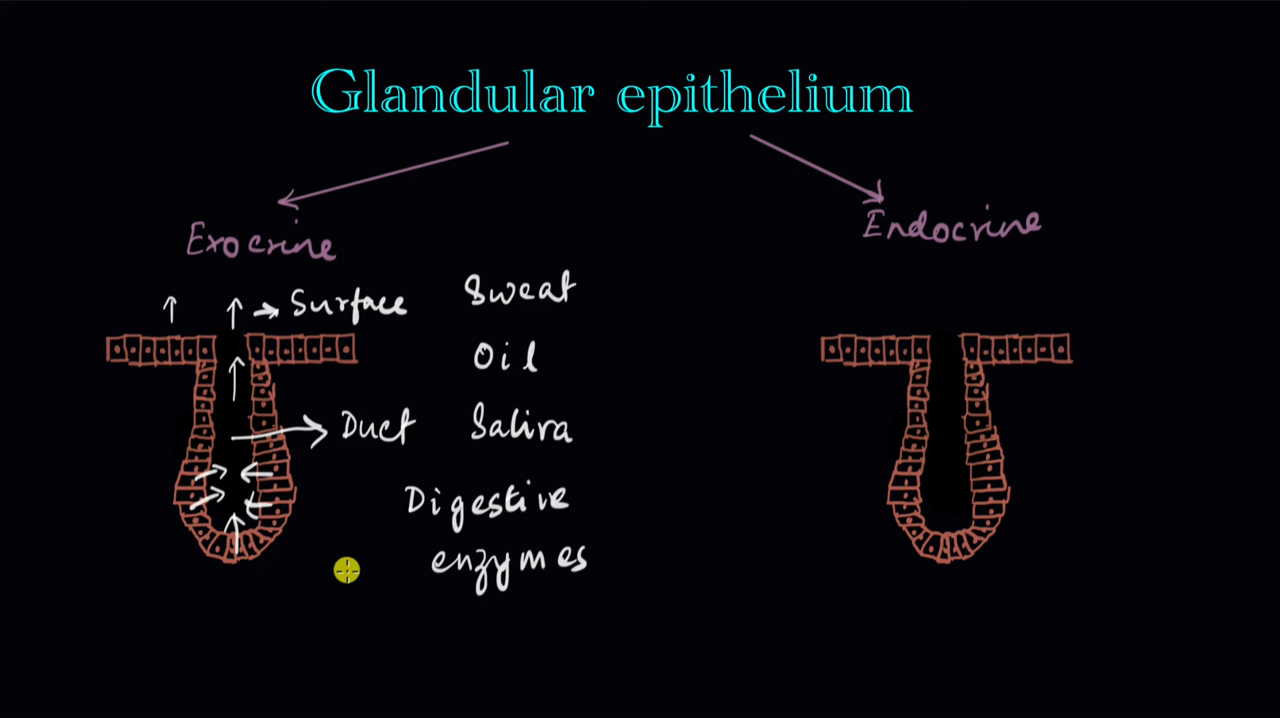 Glandular epithelium
Exocrine
Endocrine
Surface
Sweat
Oil
Duct
Saliva
Digestive
enzymes